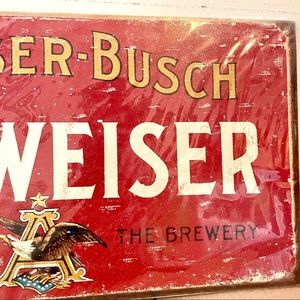 SER-BUSCH
WEISER
A
THE BREWERY